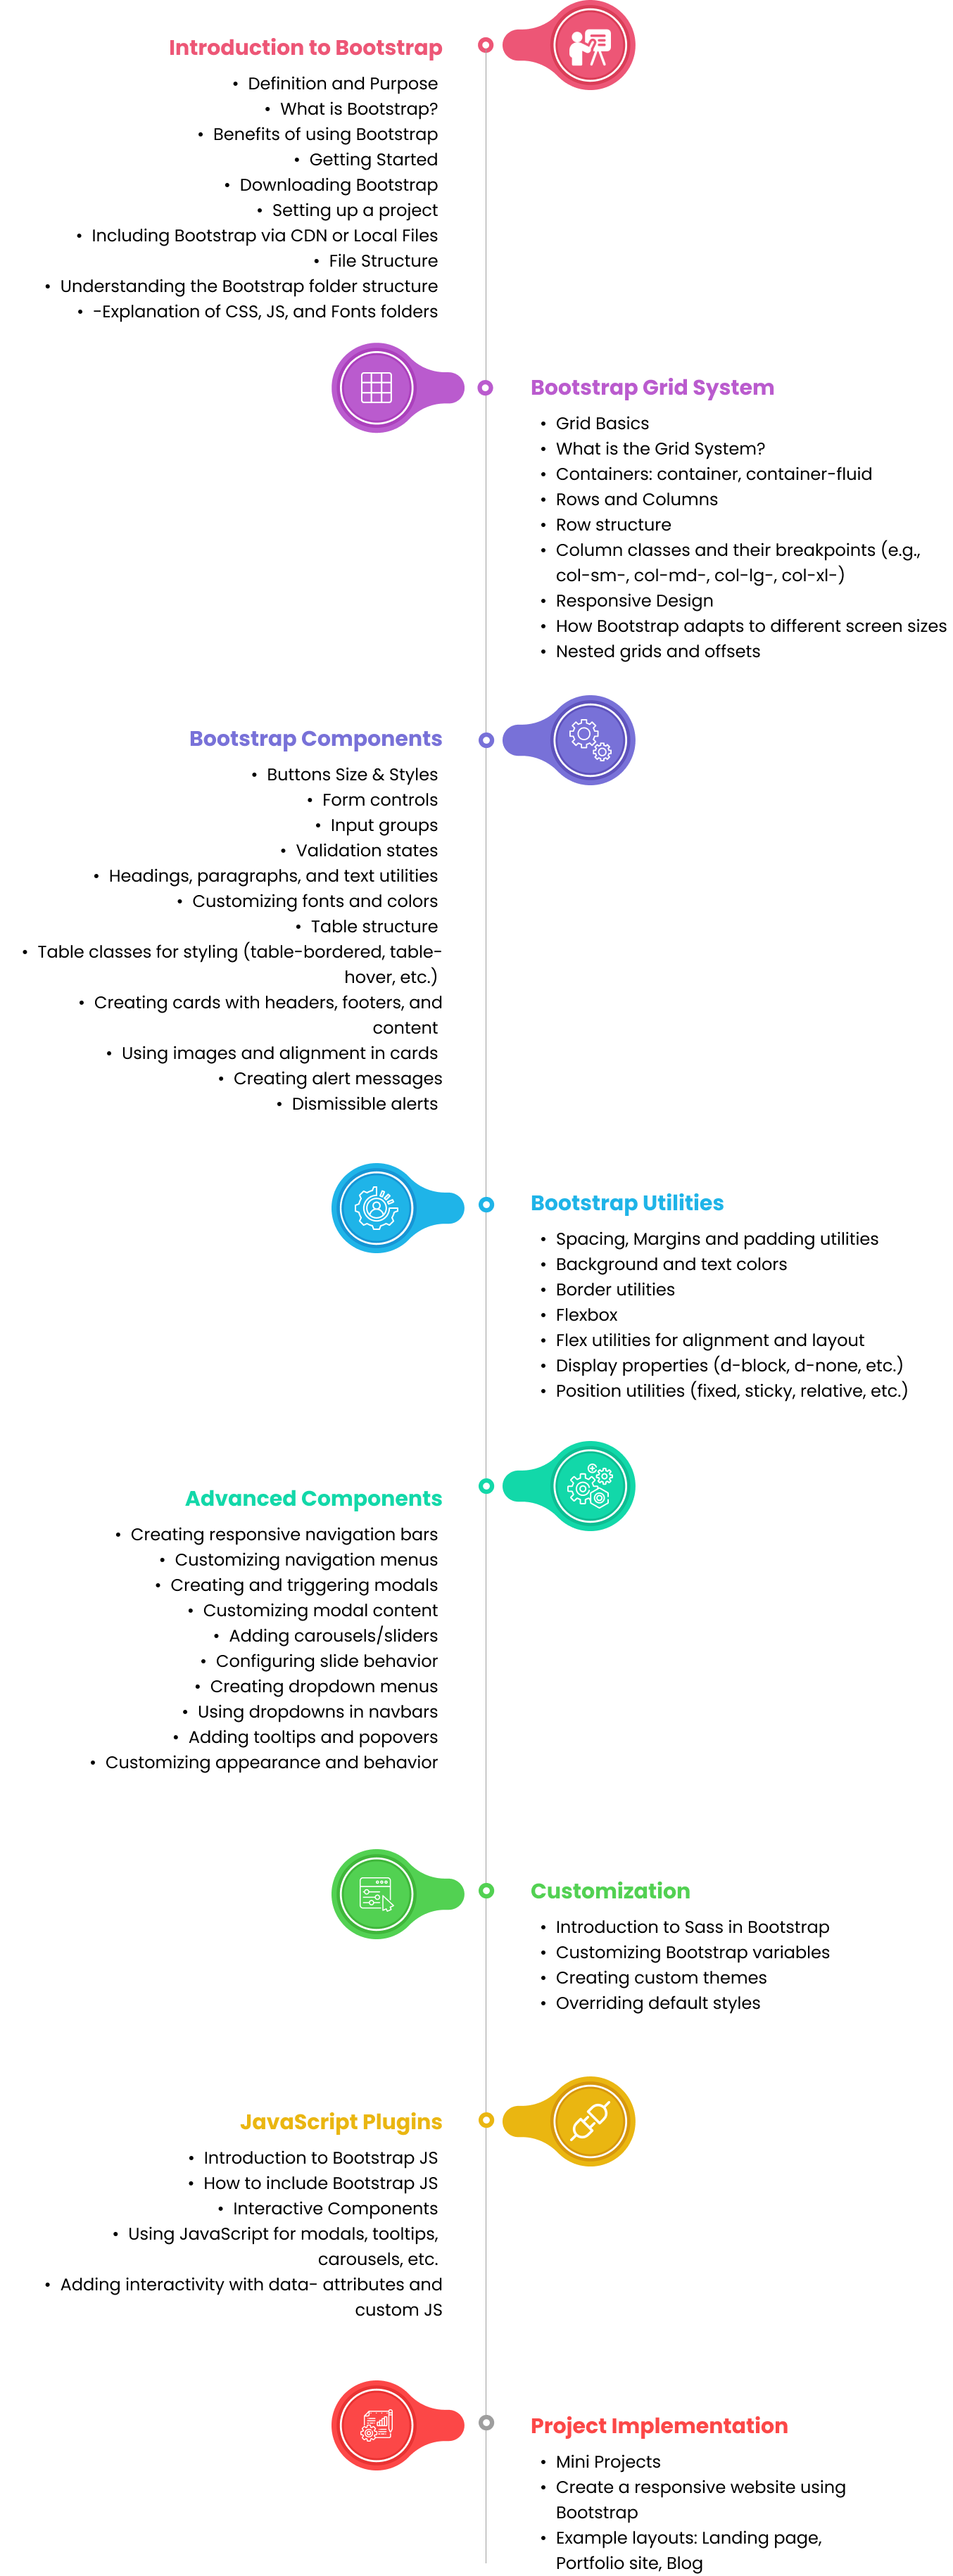 Introduction to Bootstrap
• Definition and Purpose
• What is Bootstrap?
• Benefits of using Bootstrap
• Getting Started
• Downloading Bootstrap
• Setting up a project
• Including Bootstrap via CDN or Local Files
• File Structure
• Understanding the Bootstrap folder structure
• -Explanation of CSS, JS, and Fonts folders
Bootstrap Grid System
• Grid Basics
• What is the Grid System?
• Containers: container, container-fluid
• Rows and Columns
• Row structure
• Column classes and their breakpoints (e.g.,
col-sm-, col-md-, col-lg-, col-xl-)
• Responsive Design
• How Bootstrap adapts to different screen sizes
• Nested grids and offsets
Bootstrap Components
• Buttons Size & Styles
• Form controls
• Input groups
• Validation states
• Headings, paragraphs, and text utilities
• Customizing fonts and colors
• Table structure
• Table classes for styling (table-bordered, table-
hover, etc.)
• Creating cards with headers, footers, and
content
• Using images and alignment in cards
• Creating alert messages
• Dismissible alerts
Bootstrap Utilities
• Spacing, Margins and padding utilities
• Background and text colors
• Border utilities
• Flexbox
• Flex utilities for alignment and layout
• Display properties (d-block, d-none, etc.)
• Position utilities (fixed, sticky, relative, etc.)
Advanced Components
• Creating responsive navigation bars
• Customizing navigation menus
• Creating and triggering modals
• Customizing modal content
• Adding carousels/sliders
• Configuring slide behavior
• Creating dropdown menus
• Using dropdowns in navbars
• Adding tooltips and popovers
• Customizing appearance and behavior
Customization
• Introduction to Sass in Bootstrap
• Customizing Bootstrap variables
• Creating custom themes
• Overriding default styles
JavaScript Plugins
• Introduction to Bootstrap JS
• How to include Bootstrap JS
• Interactive Components
• Using JavaScript for modals, tooltips,
carousels, etc.
• Adding interactivity with data- attributes and
custom JS
Project Implementation
• Mini Projects
• Create a responsive website using
Bootstrap
• Example layouts: Landing page,
Portfolio site, Blog